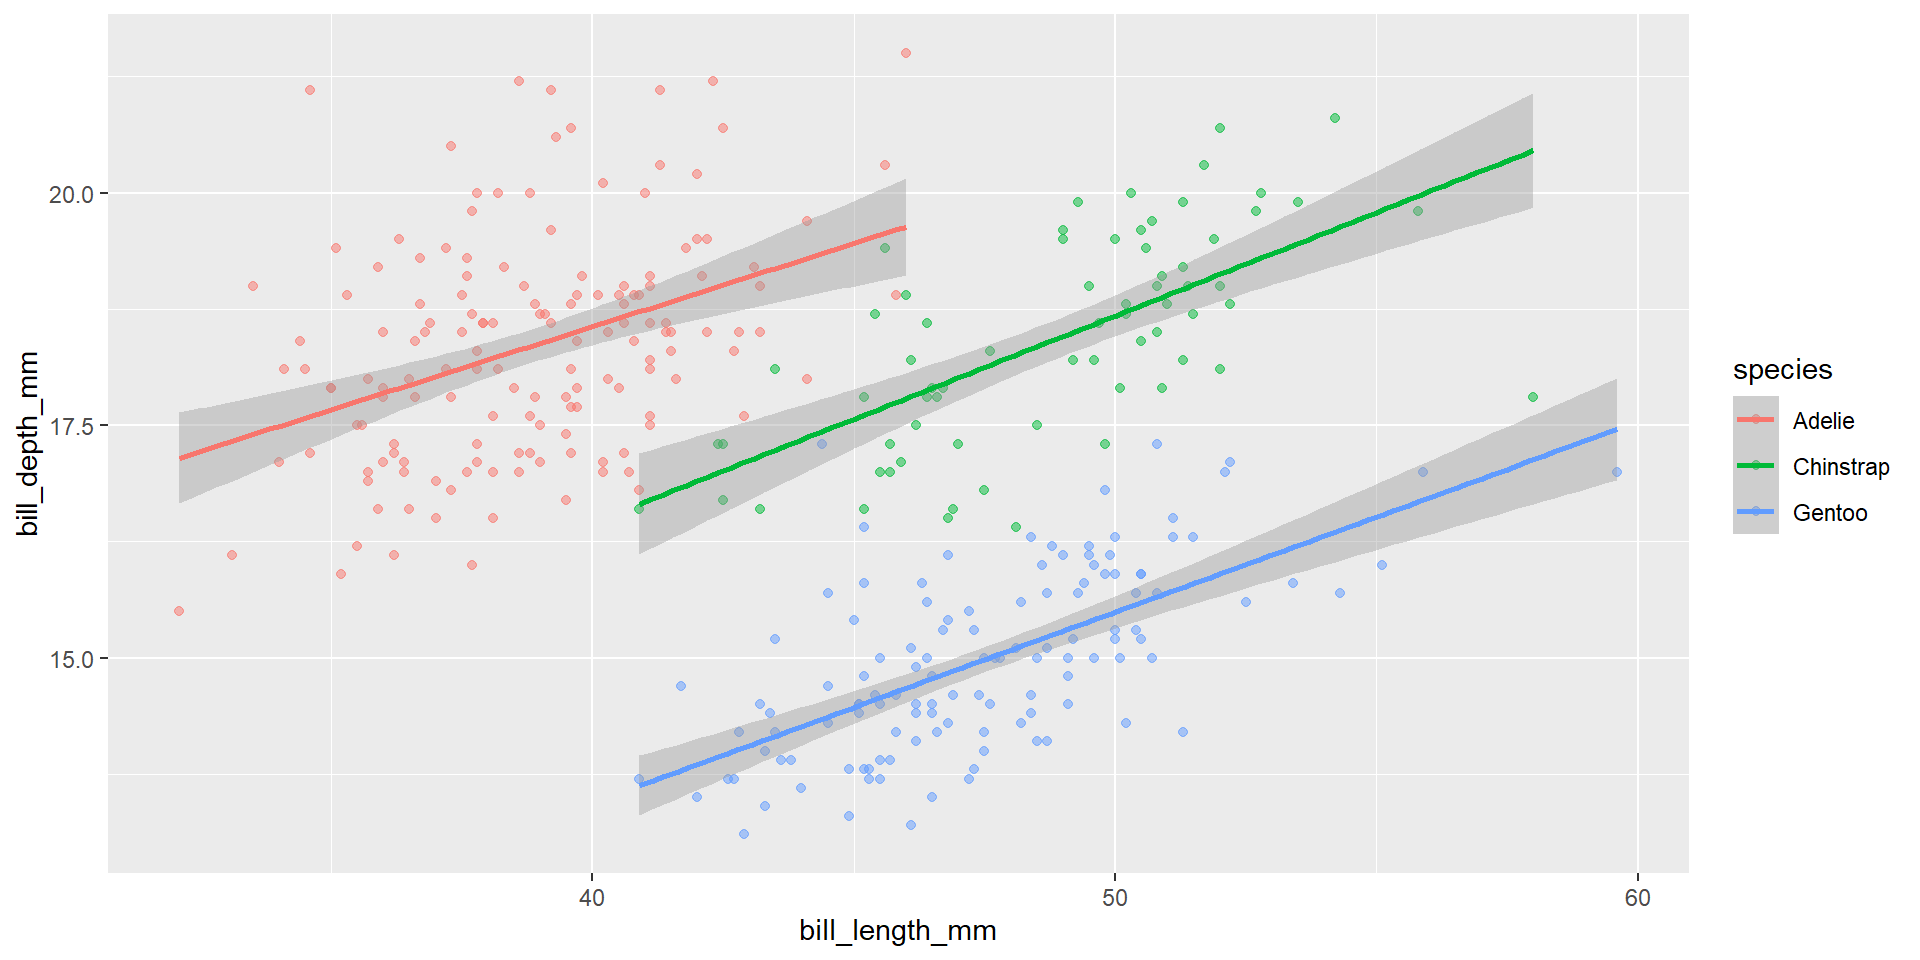 20.0
17.5
15.0
bill_depth_mm
40
50
60
bill_length_mm
species
Adelie
Chinstrap
Gentoo